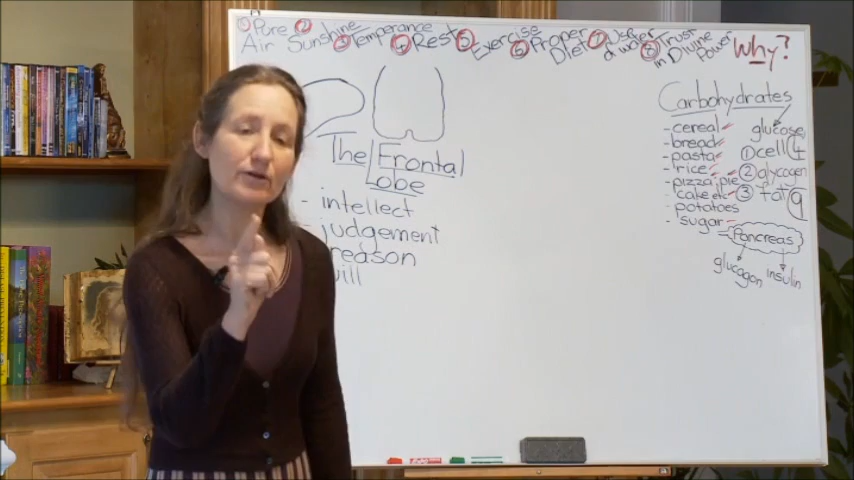 ① Pure Air
② Sunshine
③ Temperance
④ Rest
⑤ Exercise
⑥ Proper Diet
⑦ Use of water
⑧ Trust in Divine Power
Why?
The Frontal
Lobe
- intellect
judgement
reason
will
Carbohydrates
- cereal
- bread
- pasta
- rice
- pizza, pie
cake etc
- potatoes
- sugar
glucose
① cell 4
② glycogen
③ fat 9
Pancreas
glucagon
insulin